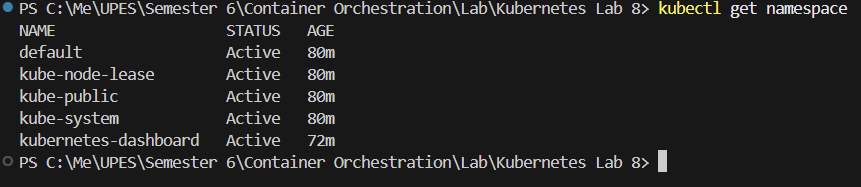 PS C:\Me\UPES\Semester 6\Container Orchestration\Lab\Kubernetes Lab 8> kubectl get namespace
NAME STATUS AGE
default Active 80m
kube-node-lease Active 80m
kube-public Active 80m
kube-system Active 80m
kubernetes-dashboard Active 72m
PS C:\Me\UPES\Semester 6\Container Orchestration\Lab\Kubernetes Lab 8>